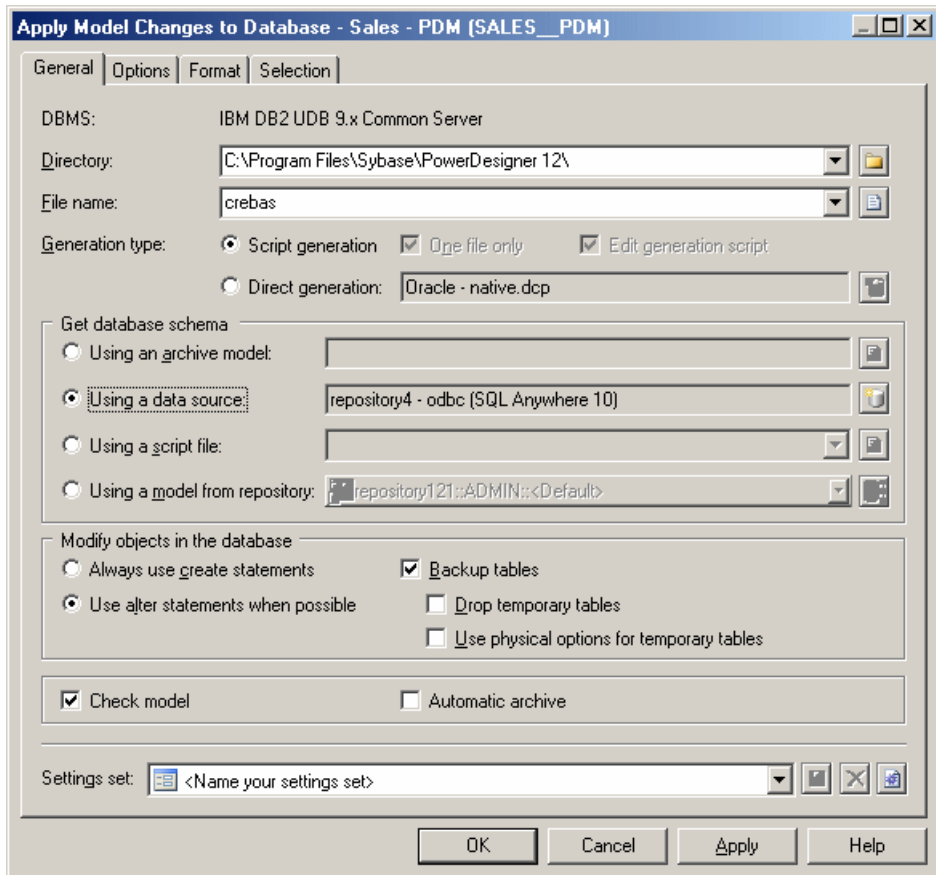 Apply Model Changes to Database - Sales - PDM (SALES__PDM)
General Options Format Selection
DBMS: IBM DB2 UDB 9.x Common Server
Directory: C:\Program Files\Sybase\PowerDesigner 12\
File name: crebas
Generation type: Script generation One file only Edit generation script
Direct generation: Oracle - native.dcp
Get database schema
Using an archive model:
Using a data source: repository4 - odbc (SQL Anywhere 10)
Using a script file:
Using a model from repository: repository121::ADMIN::<Default>
Modify objects in the database
Always use create statements Backup tables
Use alter statements when possible Drop temporary tables
Use physical options for temporary tables
Check model Automatic archive
Settings set: <Name your settings set>
OK Cancel Apply Help